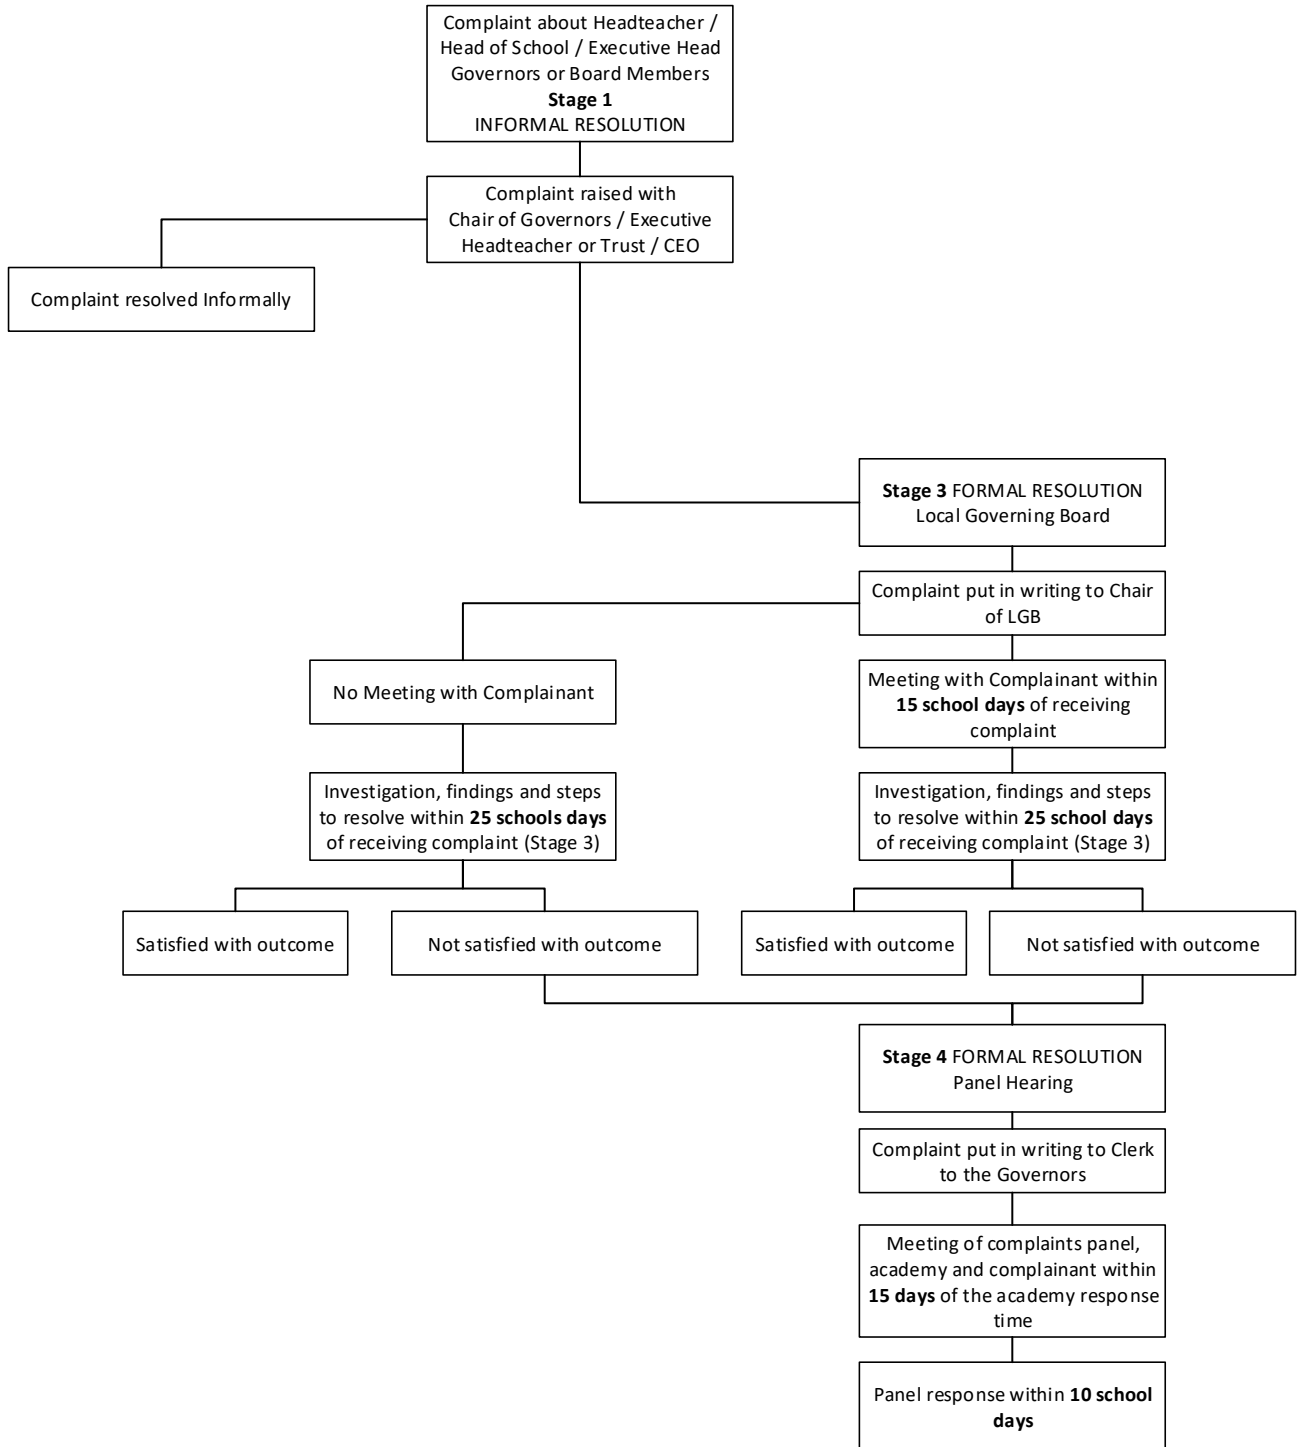 Complaint about Headteacher /
Head of School / Executive Head
Governors or Board Members
Stage 1
INFORMAL RESOLUTION
Complaint raised with
Chair of Governors / Executive
Headteacher or Trust / CEO
Complaint resolved Informally
Stage 3 FORMAL RESOLUTION
Local Governing Board
Complaint put in writing to Chair
of LGB
No Meeting with Complainant
Meeting with Complainant within
15 school days of receiving
complaint
Investigation, findings and steps
to resolve within 25 schools days
of receiving complaint (Stage 3)
Investigation, findings and steps
to resolve within 25 school days
of receiving complaint (Stage 3)
Satisfied with outcome
Not satisfied with outcome
Satisfied with outcome
Not satisfied with outcome
Stage 4 FORMAL RESOLUTION
Panel Hearing
Complaint put in writing to Clerk
to the Governors
Meeting of complaints panel,
academy and complainant within
15 days of the academy response
time
Panel response within 10 school
days